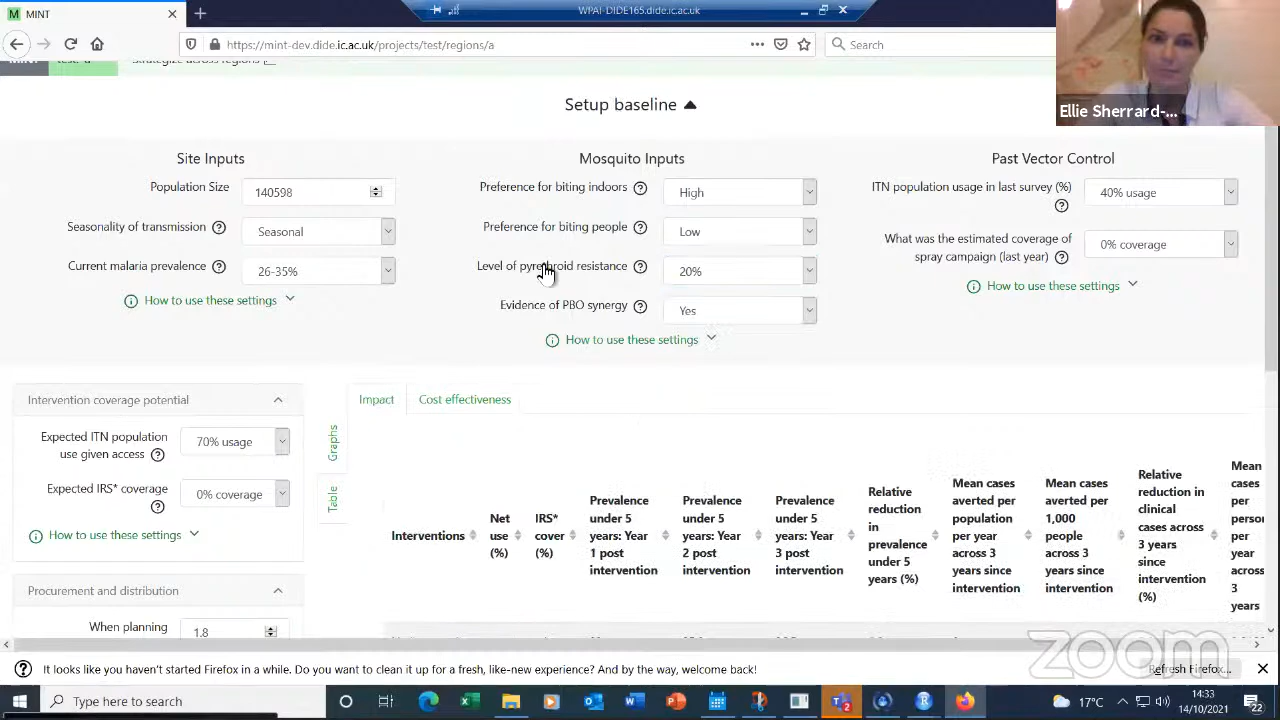 MINT
WPAI-DIDE165.dide.ic.ac.uk
https://mint-dev.dide.ic.ac.uk/projects/test/regions/a
Search
Strategize across regions
Ellie Sherrard-...
Setup baseline
Site Inputs
Population Size
140598
Seasonality of transmission
Seasonal
Current malaria prevalence
26-35%
How to use these settings
Mosquito Inputs
Preference for biting indoors
High
Preference for biting people
Low
Level of pyrethroid resistance
20%
Evidence of PBO synergy
Yes
How to use these settings
Past Vector Control
ITN population usage in last survey (%)
40% usage
What was the estimated coverage of
spray campaign (last year)
0% coverage
How to use these settings
Intervention coverage potential
Expected ITN population
use given access
70% usage
Expected IRS* coverage
0% coverage
How to use these settings
Procurement and distribution
When planning
1.8
Impact
Cost effectiveness
Graphs
Table
Interventions
Net
use
(%)
IRS*
cover
(%)
Prevalence
under 5
years: Year
1 post
intervention
Prevalence
under 5
years: Year
2 post
intervention
Prevalence
under 5
years: Year
3 post
intervention
Relative
reduction
in
prevalence
under 5
years (%)
Mean cases
averted per
population
per year
across 3
years since
intervention
Mean cases
averted per
1,000
people
across 3
years since
intervention
Relative
reduction in
clinical
cases across
3 years
since
intervention
(%)
Mean
cases
per
person
per
year
across
3
years
zoom
It looks like you haven't started Firefox in a while. Do you want to clean it up for a fresh, like-new experience? And by the way, welcome back!
Refresh Firefox...
Type here to search
17°C
14:33
14/10/2021
22